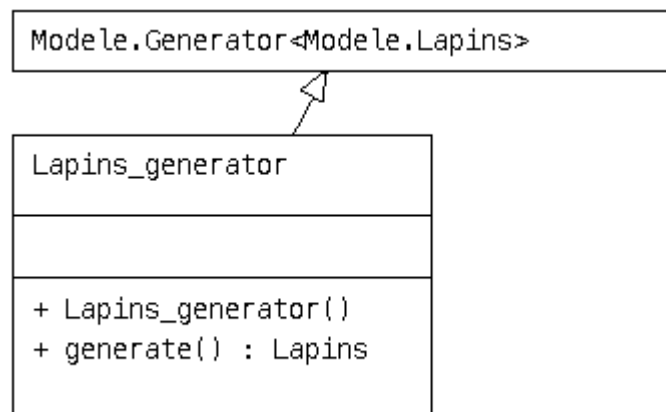 Modele.Generator<Modele.Lapins>
Lapins_generator
+ Lapins_generator()
+ generate() : Lapins